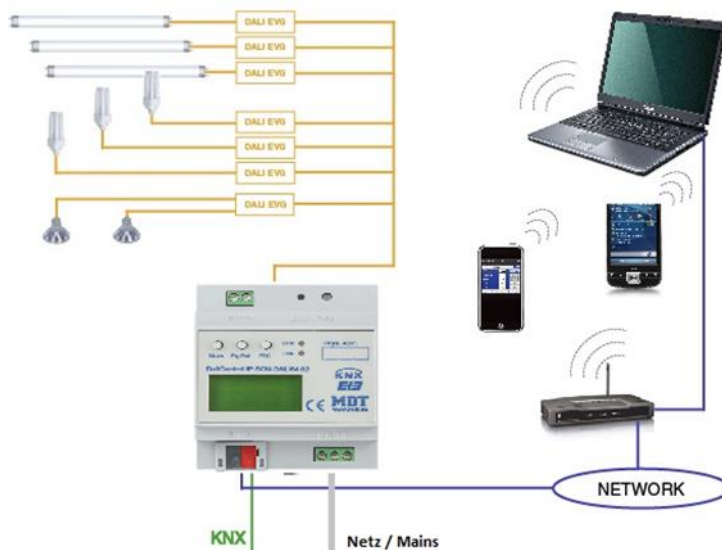 DALI EVG
DALI EVG
DALI EVG
DALI EVG
DALI EVG
DALI EVG
DALI EVG
KNX
EIB
CE MDT
NETWORK
KNX
Netz / Mains